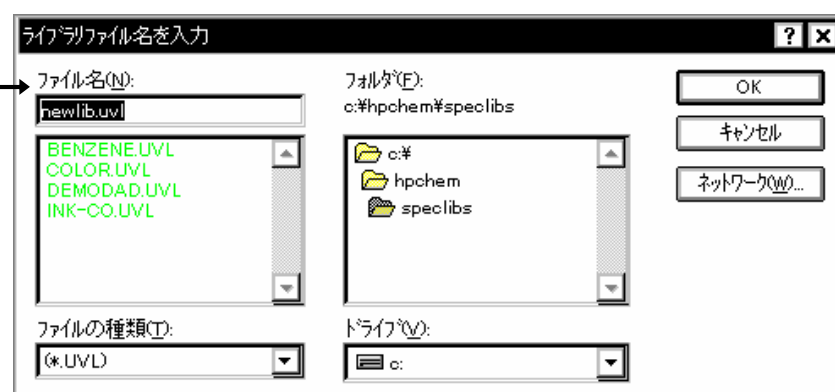 ライブラリファイル名を入力
ファイル名(N):
newlib.uvl
BENZENE.UVL
COLOR.UVL
DEMODAD.UVL
INK-CO.UVL
ファイルの種類(T):
(*.UVL)
フォルダ(F):
c:¥hpchem¥speclibs
c:¥
hpchem
speclibs
ドライブ(V):
c:
OK
キャンセル
ネットワーク(W)...